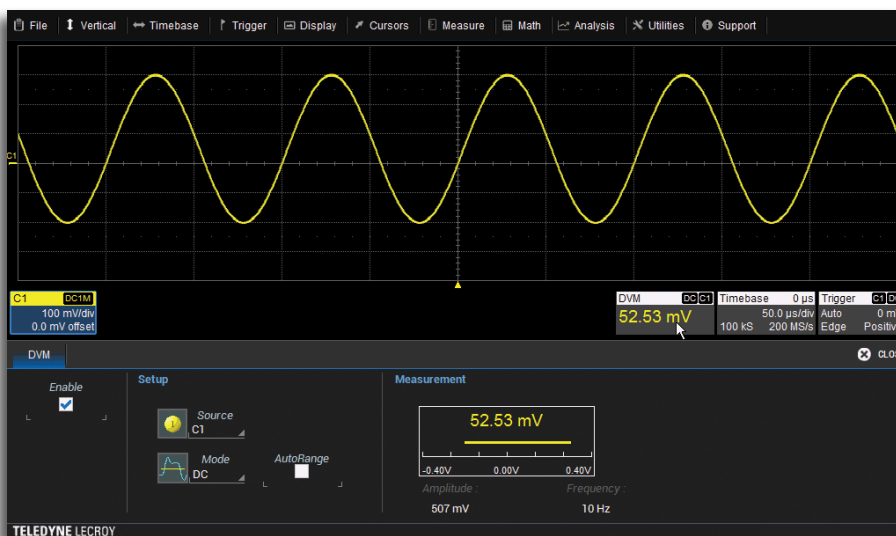 File Vertical Timebase Trigger Display Cursors Measure Math Analysis Utilities Support
C1
C1 DC1M
100 mV/div
0.0 mV offset
DVM DC C1
52.53 mV
Timebase 0 µs
50.0 µs/div
100 kS 200 MS/s
Trigger C1
Auto 0 m
Edge Positiv
DVM
CLOS
Enable
Setup
Source
C1
Mode
DC
AutoRange
Measurement
52.53 mV
-0.40V 0.00V 0.40V
Amplitude : Frequency :
507 mV 10 Hz
TELEDYNE LECROY